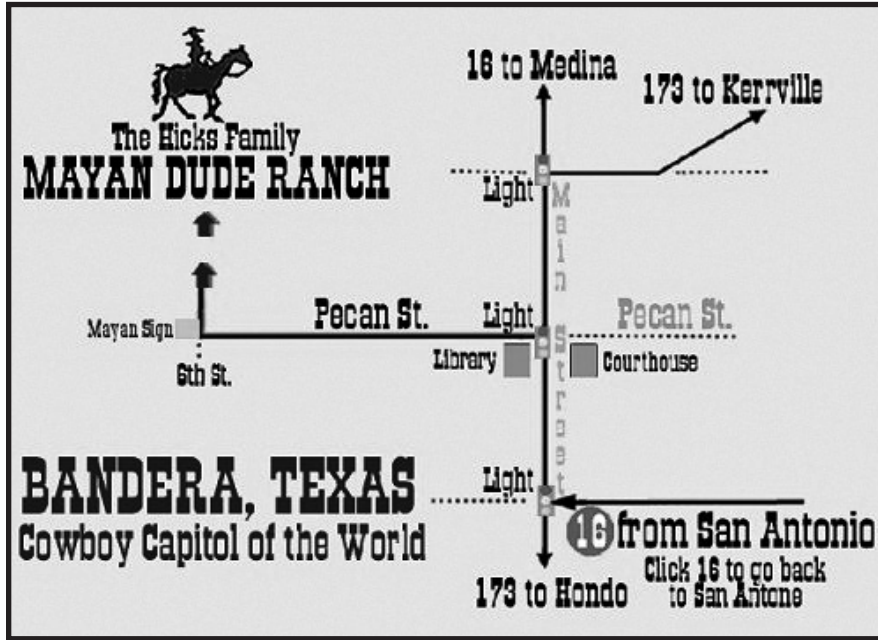 The Hicks Family
MAYAN DUDE RANCH
16 to Medina
173 to Kerrville
Light
Main Street
Pecan St.
Light
Pecan St.
Mayan Sign
6th St.
Library
Courthouse
BANDERA, TEXAS
Cowboy Capitol of the World
Light
16 from San Antonio
Click 16 to go back
to San Antone
173 to Hondo